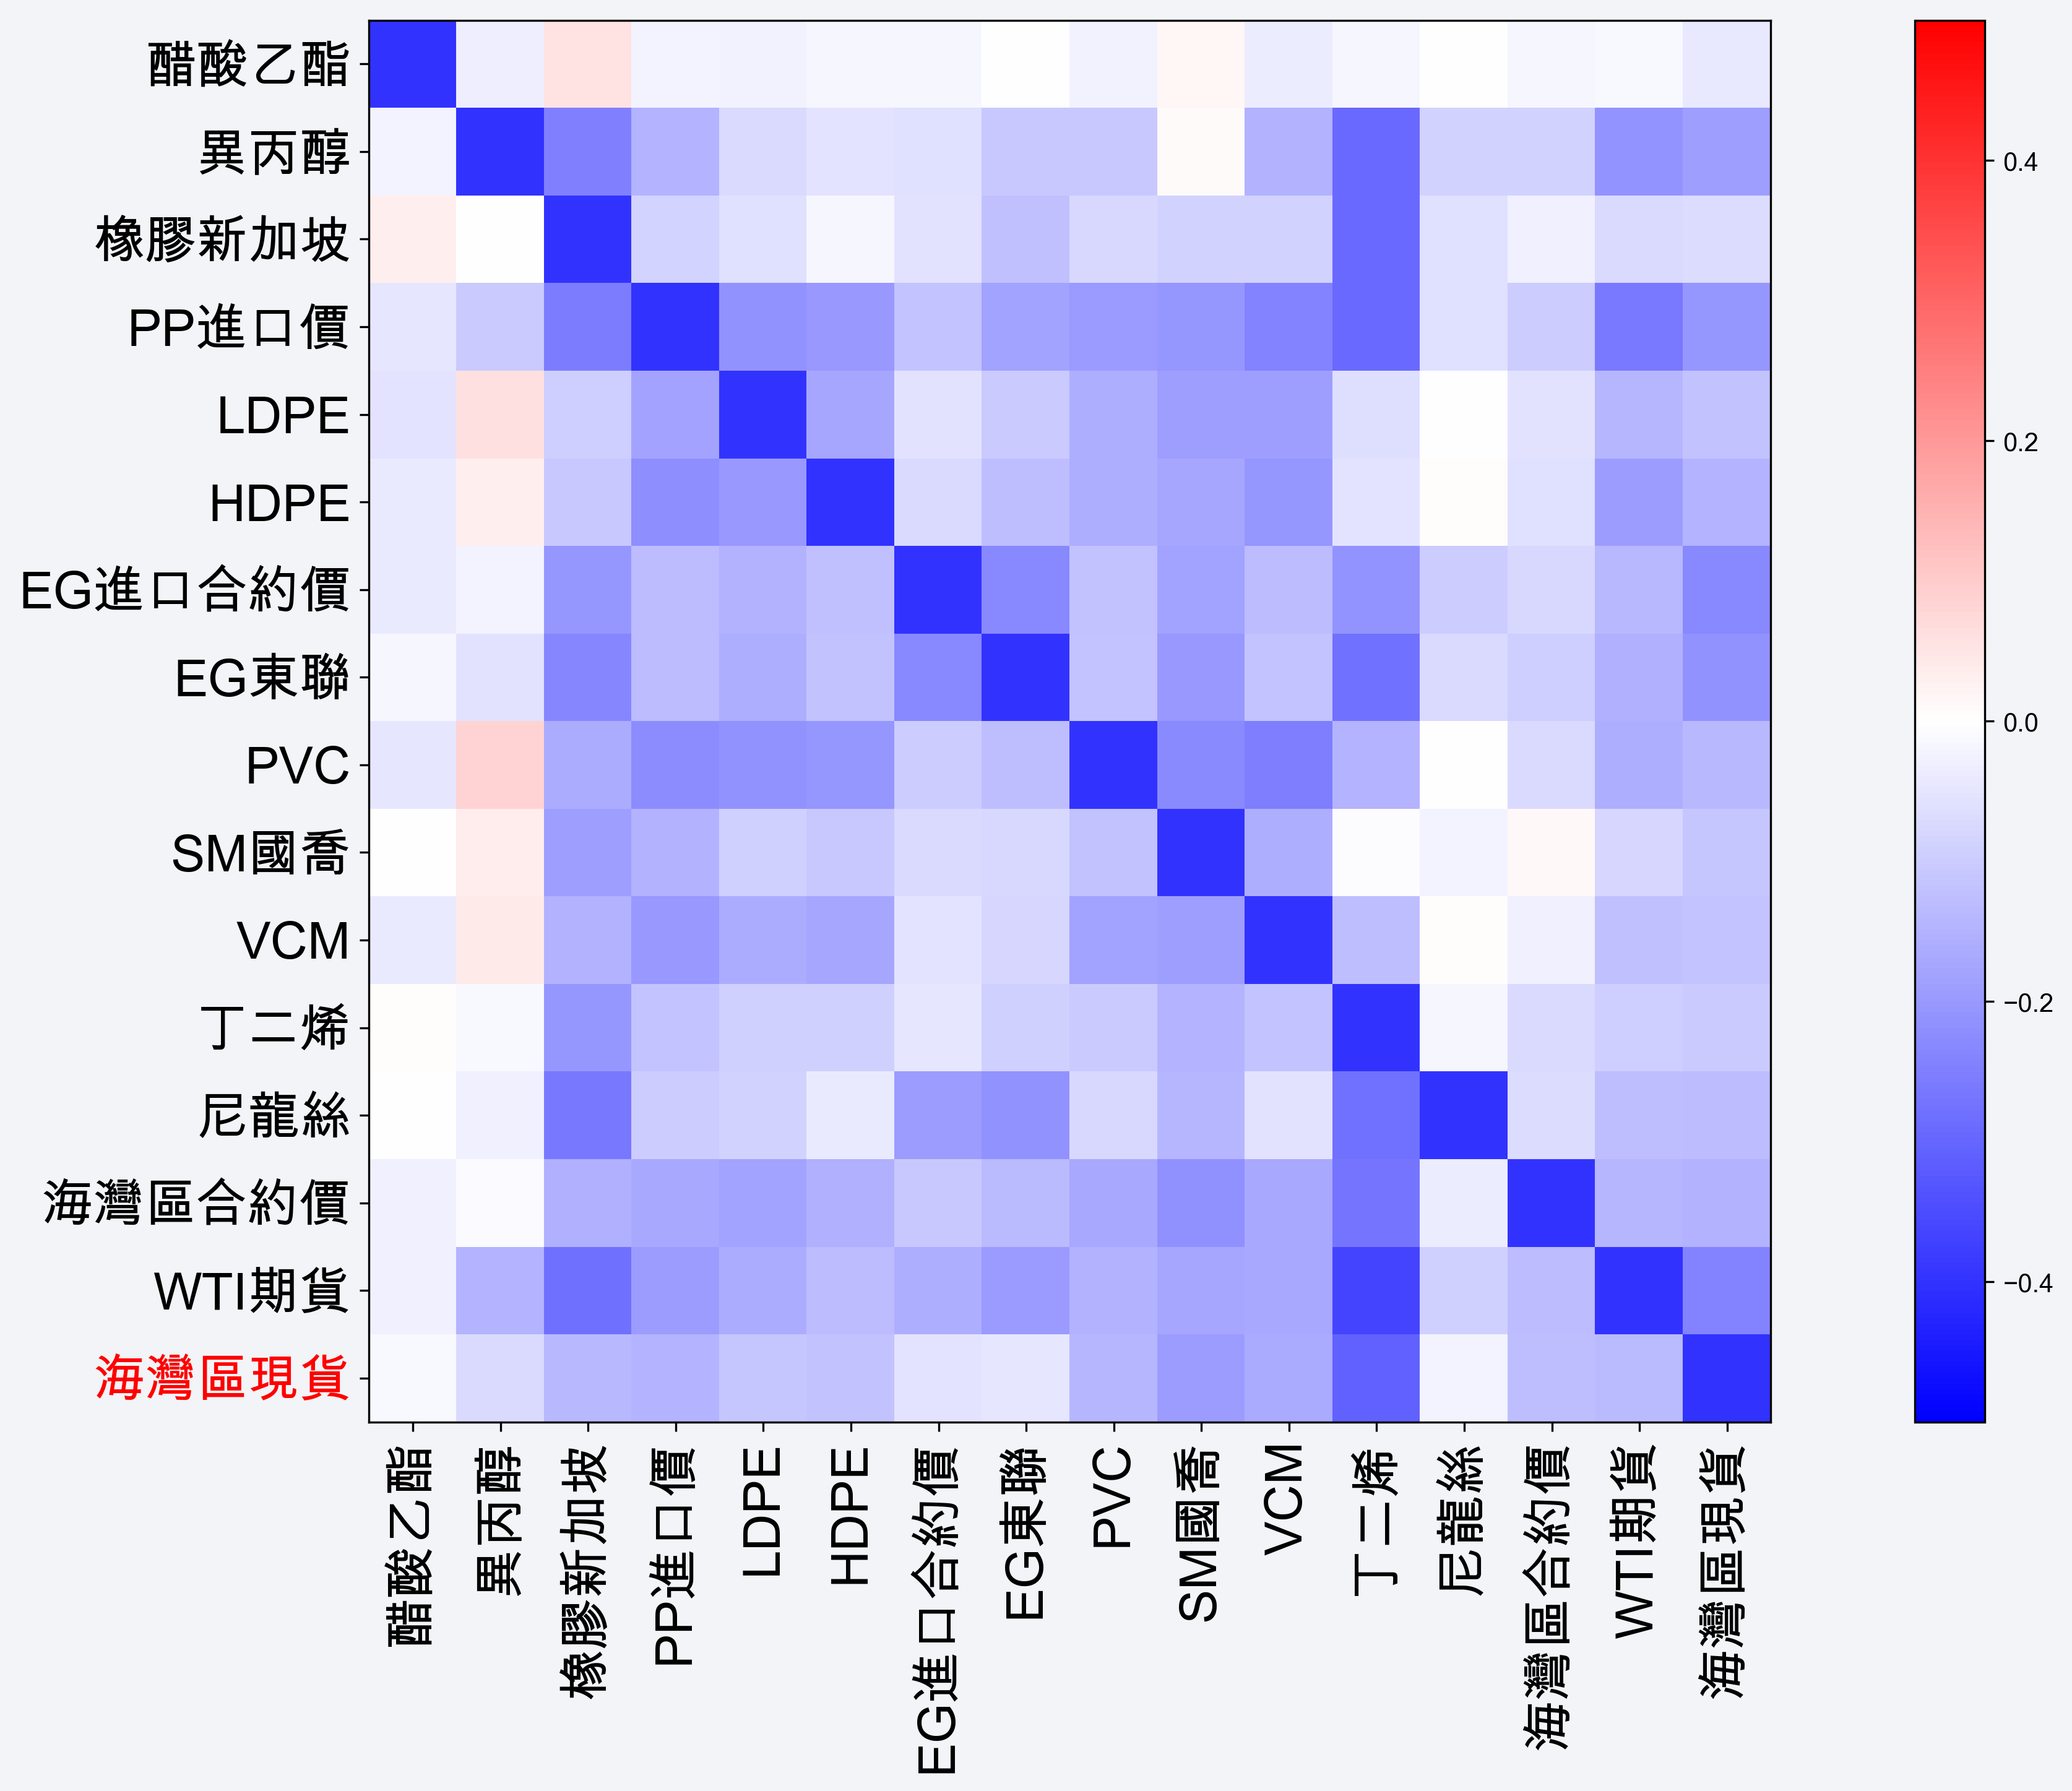 醋酸乙酯
異丙醇
橡膠新加坡
PP進口價
LDPE
HDPE
EG進口合約價
EG東聯
PVC
SM國喬
VCM
丁二烯
尼龍絲
海灣區合約價
WTI期貨
海灣區現貨
醋酸乙酯
異丙醇
橡膠新加坡
PP進口價
LDPE
HDPE
EG進口合約價
EG東聯
PVC
SM國喬
VCM
丁二烯
尼龍絲
海灣區合約價
WTI期貨
海灣區現貨
0.4
0.2
0.0
−0.2
−0.4